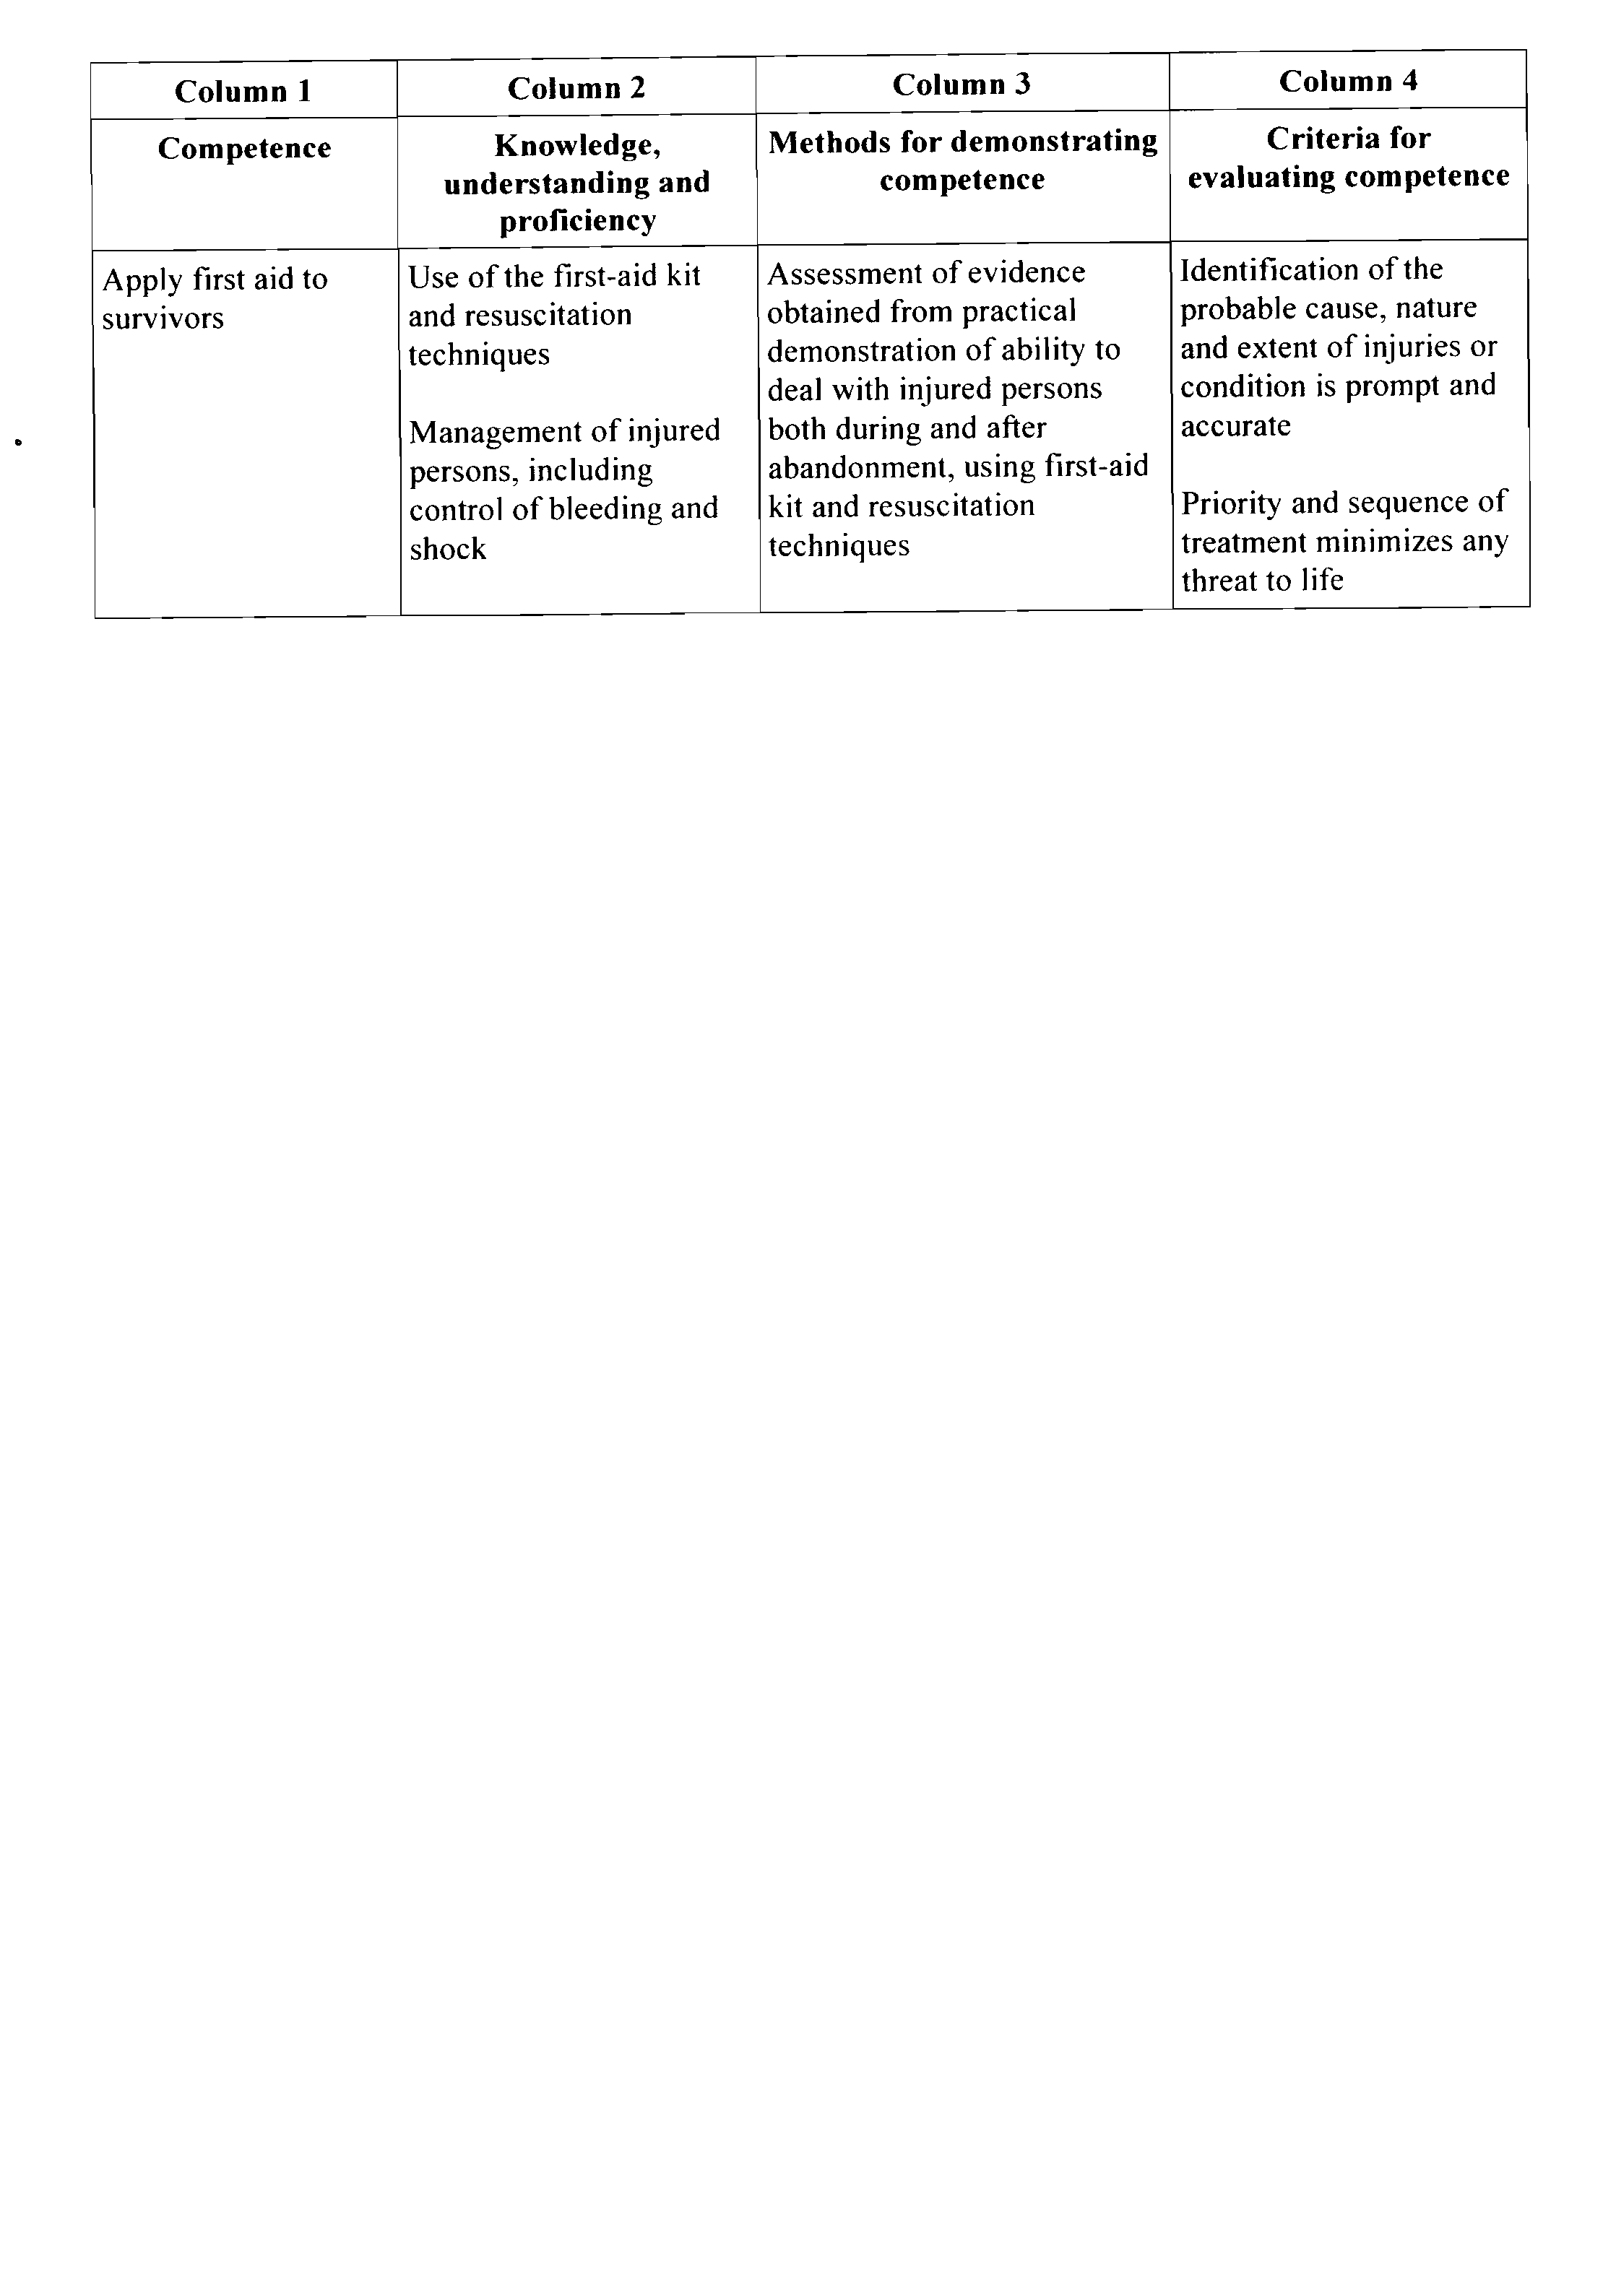 Column 1
Column 2
Column 3
Column 4
Competence
Knowledge,
understanding and
proficiency
Methods for demonstrating
competence
Criteria for
evaluating competence
Apply first aid to
survivors
Use of the first-aid kit
and resuscitation
techniques
Management of injured
persons, including
control of bleeding and
shock
Assessment of evidence
obtained from practical
demonstration of ability to
deal with injured persons
both during and after
abandonment, using first-aid
kit and resuscitation
techniques
Identification of the
probable cause, nature
and extent of injuries or
condition is prompt and
accurate
Priority and sequence of
treatment minimizes any
threat to life